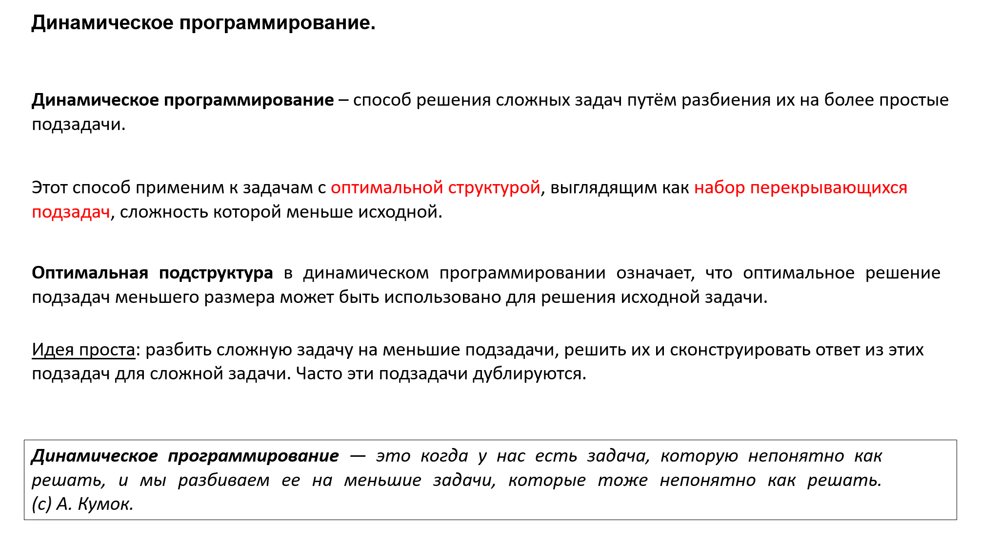 Динамическое программирование.
Динамическое программирование – способ решения сложных задач путём разбиения их на более простые
подзадачи.
Этот способ применим к задачам с оптимальной структурой, выглядящим как набор перекрывающихся
подзадач, сложность которой меньше исходной.
Оптимальная подструктура в динамическом программировании означает, что оптимальное решение
подзадач меньшего размера может быть использовано для решения исходной задачи.
Идея проста: разбить сложную задачу на меньшие подзадачи, решить их и сконструировать ответ из этих
подзадач для сложной задачи. Часто эти подзадачи дублируются.
Динамическое программирование — это когда у нас есть задача, которую непонятно как
решать, и мы разбиваем ее на меньшие задачи, которые тоже непонятно как решать.
(с) А. Кумок.